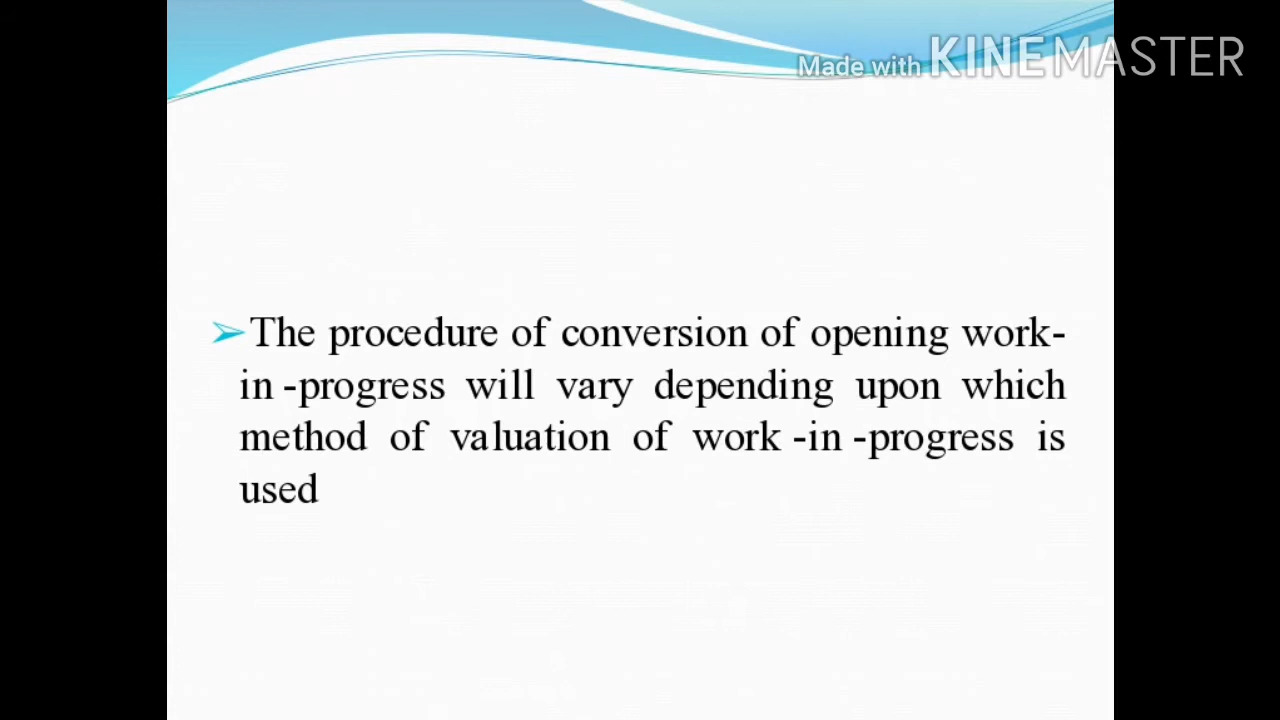 Made with KINEMASTER
➢The procedure of conversion of opening work-
in -progress will vary depending upon which
method of valuation of work -in -progress is
used